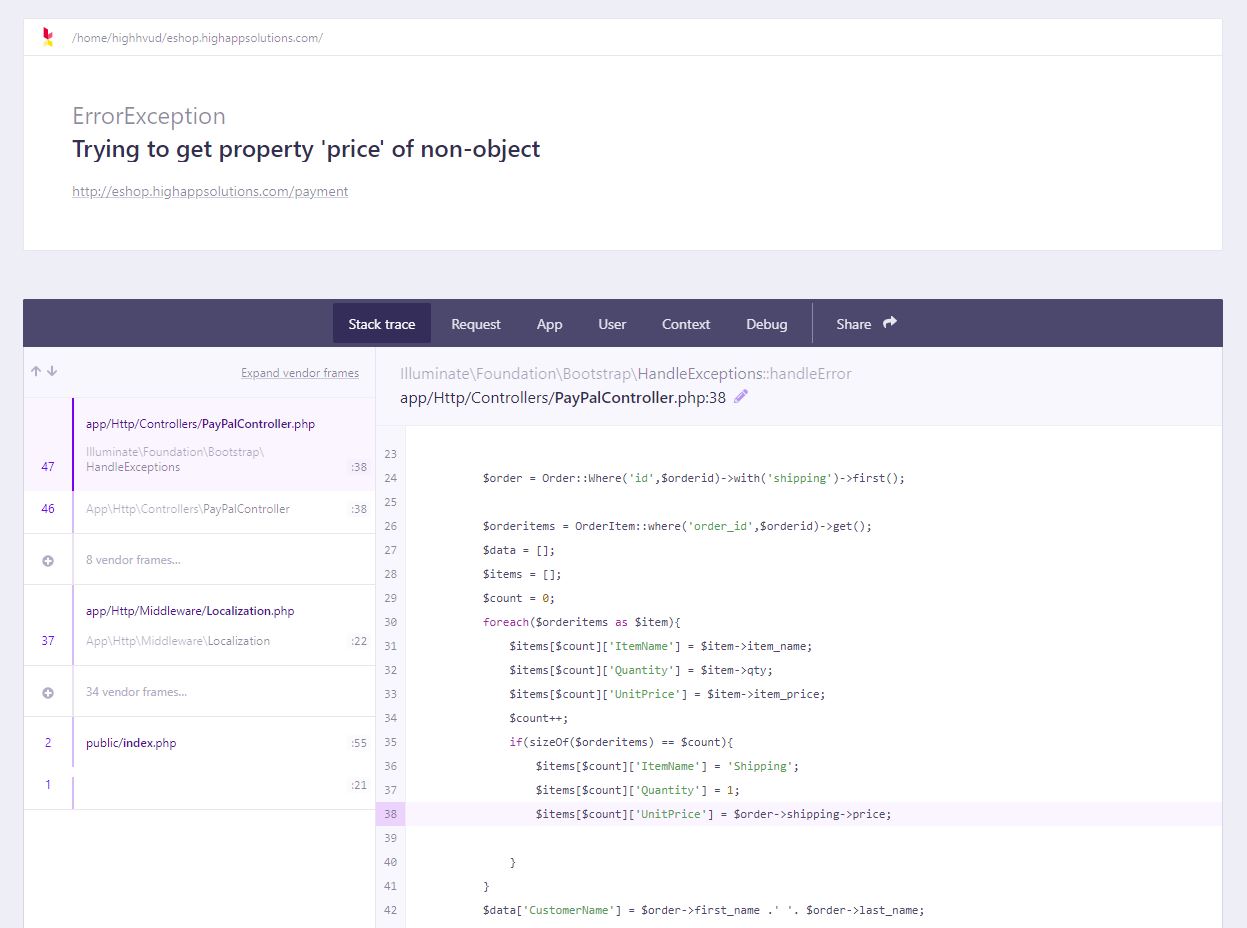 /home/highhvud/eshop.highappsolutions.com/
ErrorException
Trying to get property 'price' of non-object
http://eshop.highappsolutions.com/payment
Stack trace Request App User Context Debug Share
Expand vendor frames
app/Http/Controllers/PayPalController.php
Illuminate\Foundation\Bootstrap\
47 HandleExceptions :38
46 App\Http\Controllers\PayPalController :38
8 vendor frames...
app/Http/Middleware/Localization.php
37 App\Http\Middleware\Localization :22
34 vendor frames...
2 public/index.php :55
1 :21
Illuminate\Foundation\Bootstrap\HandleExceptions::handleError
app/Http/Controllers/PayPalController.php:38
23
24 $order = Order::Where('id',$orderid)->with('shipping')->first();
25
26 $orderitems = OrderItem::where('order_id',$orderid)->get();
27 $data = [];
28 $items = [];
29 $count = 0;
30 foreach($orderitems as $item){
31 $items[$count]['ItemName'] = $item->item_name;
32 $items[$count]['Quantity'] = $item->qty;
33 $items[$count]['UnitPrice'] = $item->item_price;
34 $count++;
35 if(sizeOf($orderitems) == $count){
36 $items[$count]['ItemName'] = 'Shipping';
37 $items[$count]['Quantity'] = 1;
38 $items[$count]['UnitPrice'] = $order->shipping->price;
39
40 }
41 }
42 $data['CustomerName'] = $order->first_name .' '. $order->last_name;